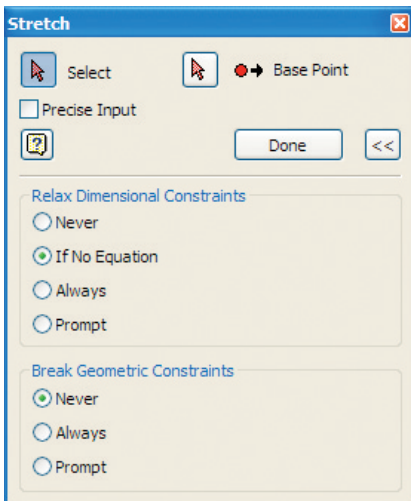 Stretch
Select Base Point
Precise Input
Done <<
Relax Dimensional Constraints
Never
If No Equation
Always
Prompt
Break Geometric Constraints
Never
Always
Prompt